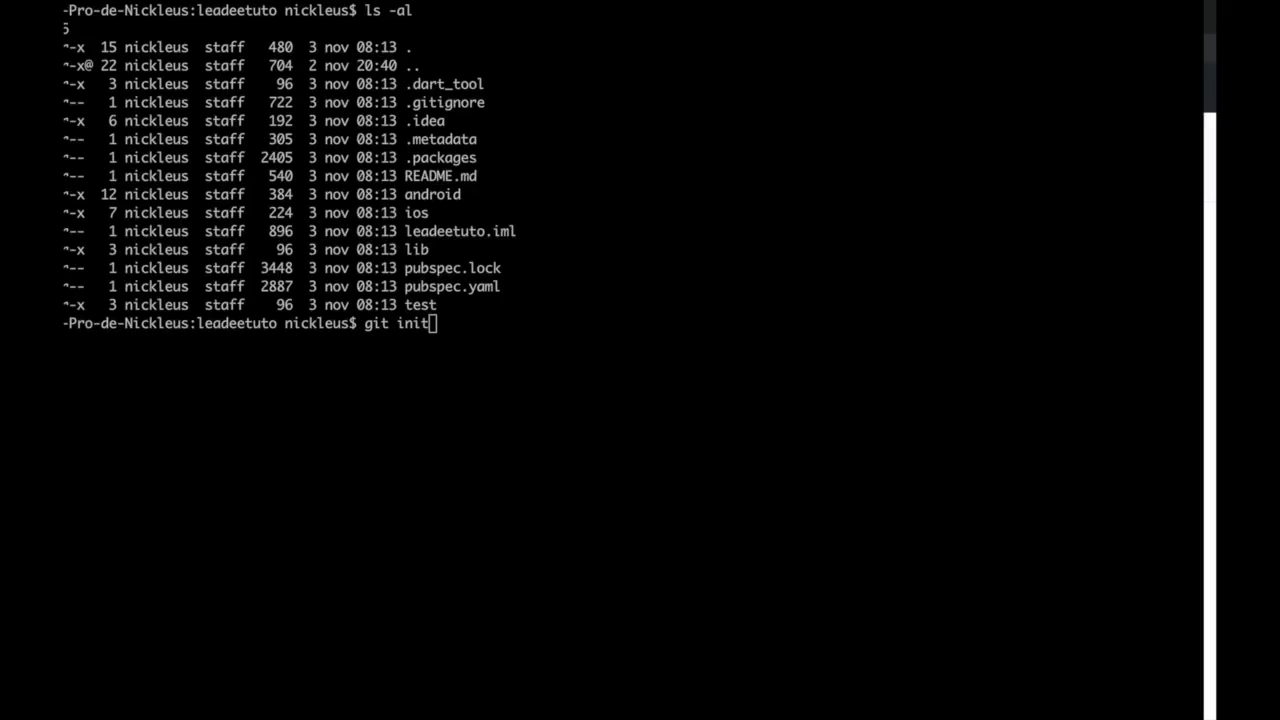 -Pro-de-Nickleus:leadeetuto nickleus$ ls -al
-x 15 nickleus staff 480 3 nov 08:13 .
-x@ 22 nickleus staff 704 2 nov 20:40 ..
-x 3 nickleus staff 96 3 nov 08:13 .dart_tool
-- 1 nickleus staff 722 3 nov 08:13 .gitignore
-x 6 nickleus staff 192 3 nov 08:13 .idea
-- 1 nickleus staff 305 3 nov 08:13 .metadata
-- 1 nickleus staff 2405 3 nov 08:13 .packages
-- 1 nickleus staff 540 3 nov 08:13 README.md
-x 12 nickleus staff 384 3 nov 08:13 android
-x 7 nickleus staff 224 3 nov 08:13 ios
-- 1 nickleus staff 896 3 nov 08:13 leadeetuto.iml
-x 3 nickleus staff 96 3 nov 08:13 lib
-- 1 nickleus staff 3448 3 nov 08:13 pubspec.lock
-- 1 nickleus staff 2887 3 nov 08:13 pubspec.yaml
-x 3 nickleus staff 96 3 nov 08:13 test
-Pro-de-Nickleus:leadeetuto nickleus$ git init